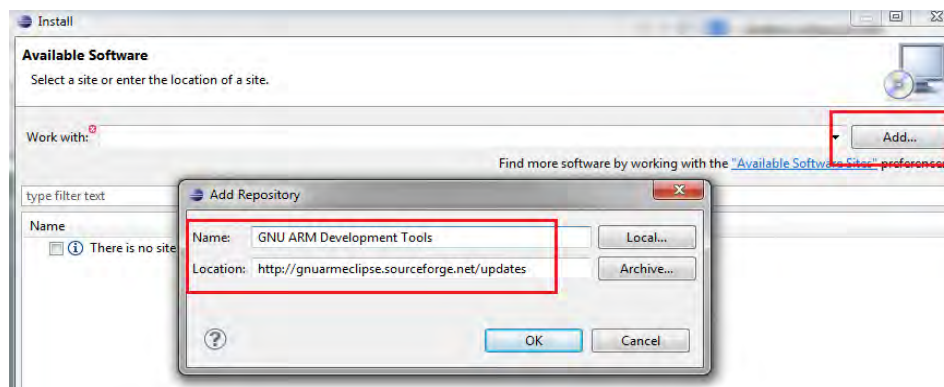 Install
Available Software
Select a site or enter the location of a site.
Work with:
Add...
Find more software by working with the "Available Software Sites" preferences
type filter text
Add Repository
Name
There is no site
Name:
GNU ARM Development Tools
Local...
Location:
http://gnuarmeclipse.sourceforge.net/updates
Archive...
?
OK
Cancel